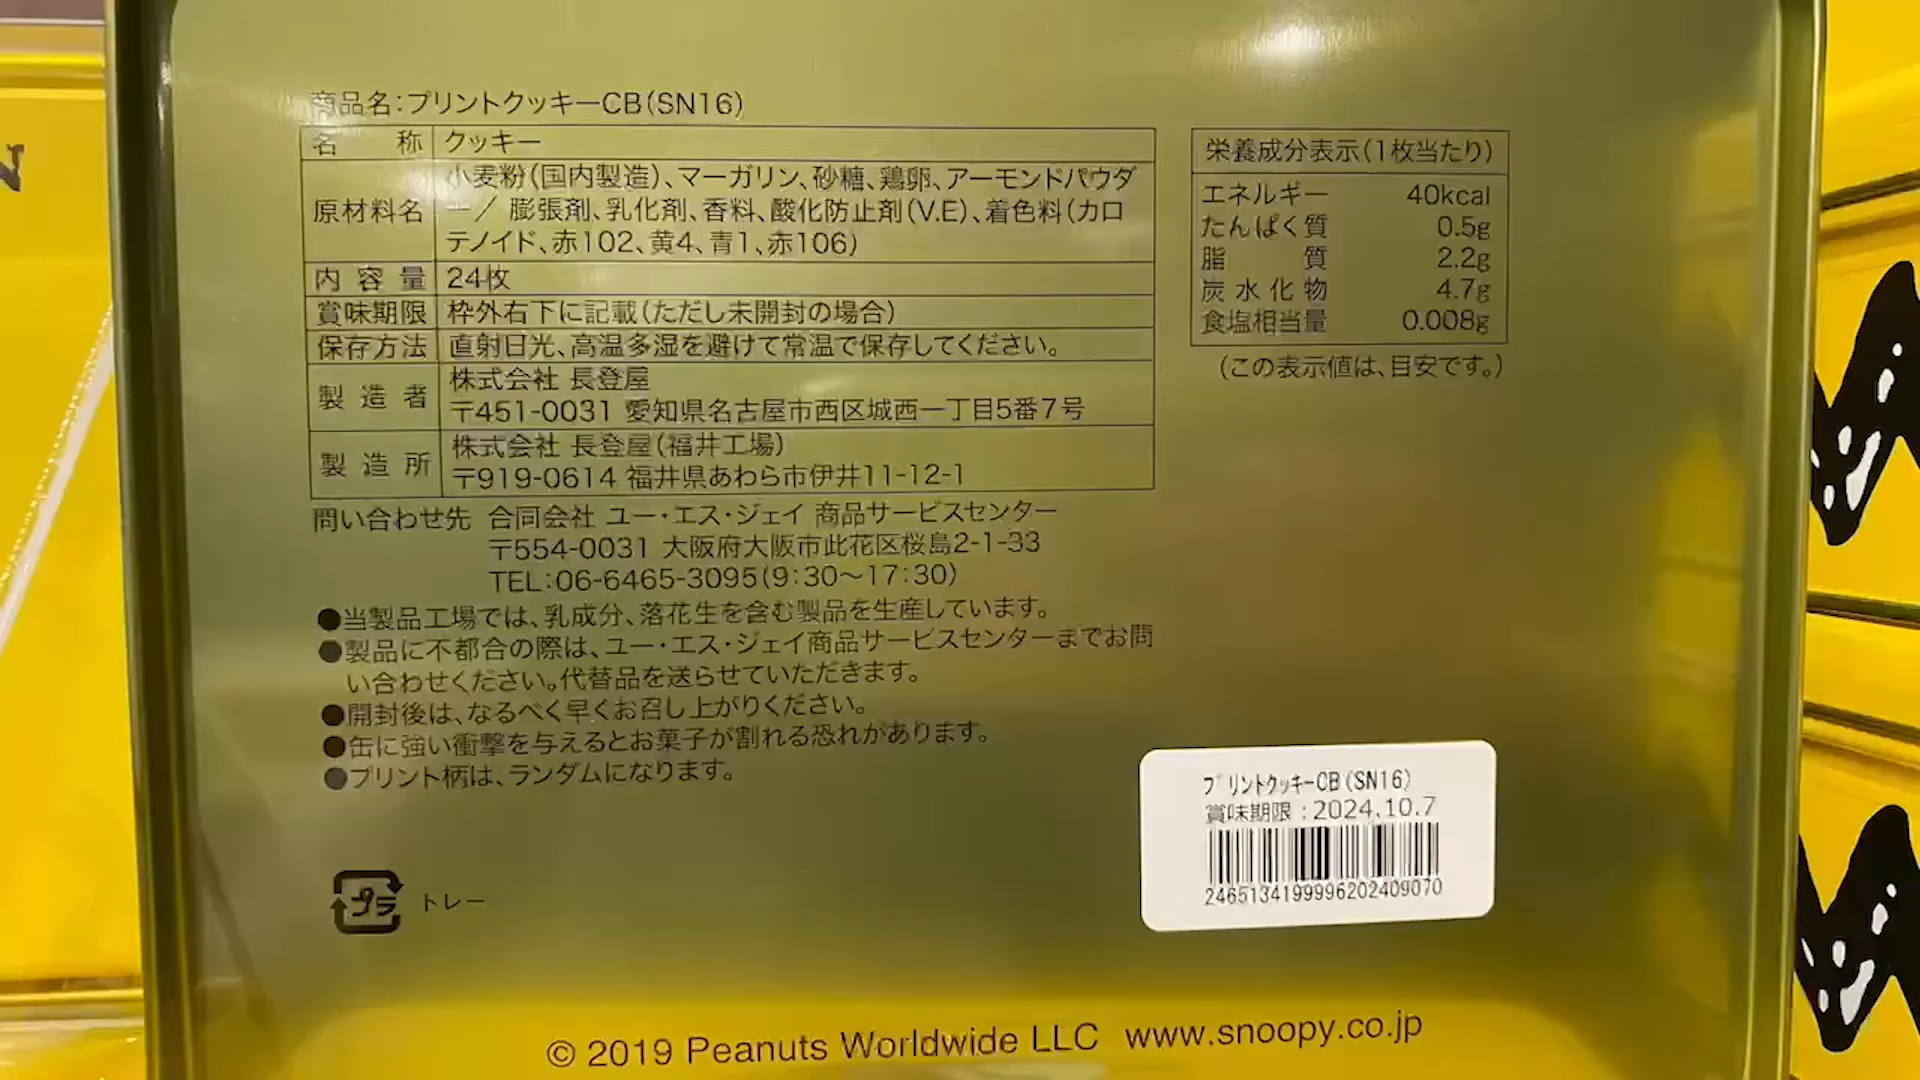 商品名:プリントクッキーCB(SN16)
名称 クッキー
原材料名 小麦粉(国内製造)、マーガリン、砂糖、鶏卵、アーモンドパウダ
ー/膨張剤、乳化剤、香料、酸化防止剤(V.E)、着色料(カロ
テノイド、赤102、黄4、青1、赤106)
内容量 24枚
賞味期限 枠外右下に記載(ただし未開封の場合)
保存方法 直射日光、高温多湿を避けて常温で保存してください。
製造者 株式会社 長登屋
〒451-0031 愛知県名古屋市西区城西一丁目5番7号
製造所 株式会社 長登屋(福井工場)
〒919-0614 福井県あわら市伊井11-12-1
問い合わせ先 合同会社 ユー・エス・ジェイ 商品サービスセンター
〒554-0031 大阪府大阪市此花区桜島2-1-33
TEL:06-6465-3095(9:30~17:30)
●当製品工場では、乳成分、落花生を含む製品を生産しています。
●製品に不都合の際は、ユー・エス・ジェイ商品サービスセンターまでお問
い合わせください。代替品を送らせていただきます。
●開封後は、なるべく早くお召し上がりください。
●缶に強い衝撃を与えるとお菓子が割れる恐れがあります。
●プリント柄は、ランダムになります。
プラ トレー
栄養成分表示(1枚当たり)
エネルギー 40kcal
たんぱく質 0.5g
脂質 2.2g
炭水化物 4.7g
食塩相当量 0.008g
(この表示値は、目安です。)
プリントクッキーCB(SN16)
賞味期限:2024.10.7
2465134199996202409070
© 2019 Peanuts Worldwide LLC www.snoopy.co.jp
N